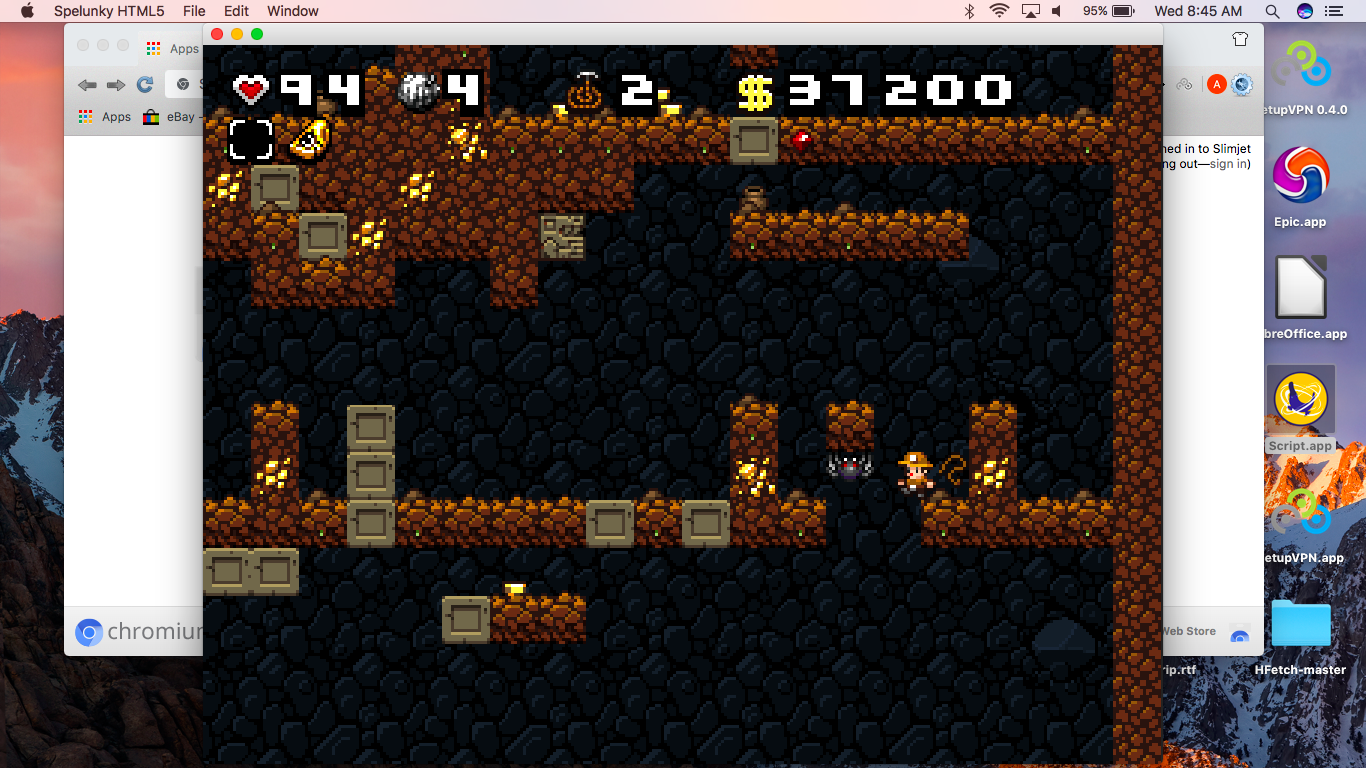 Spelunky HTML5 File Edit Window 95% Wed 8:45 AM
Apps
S
A
Apps eBay -
94 4 2 $37200
ned in to Slimjet
ng out—sign in)
etupVPN 0.4.0
Epic.app
breOffice.app
Script.app
etupVPN.app
chromium
Web Store
rip.rtf
HFetch-master